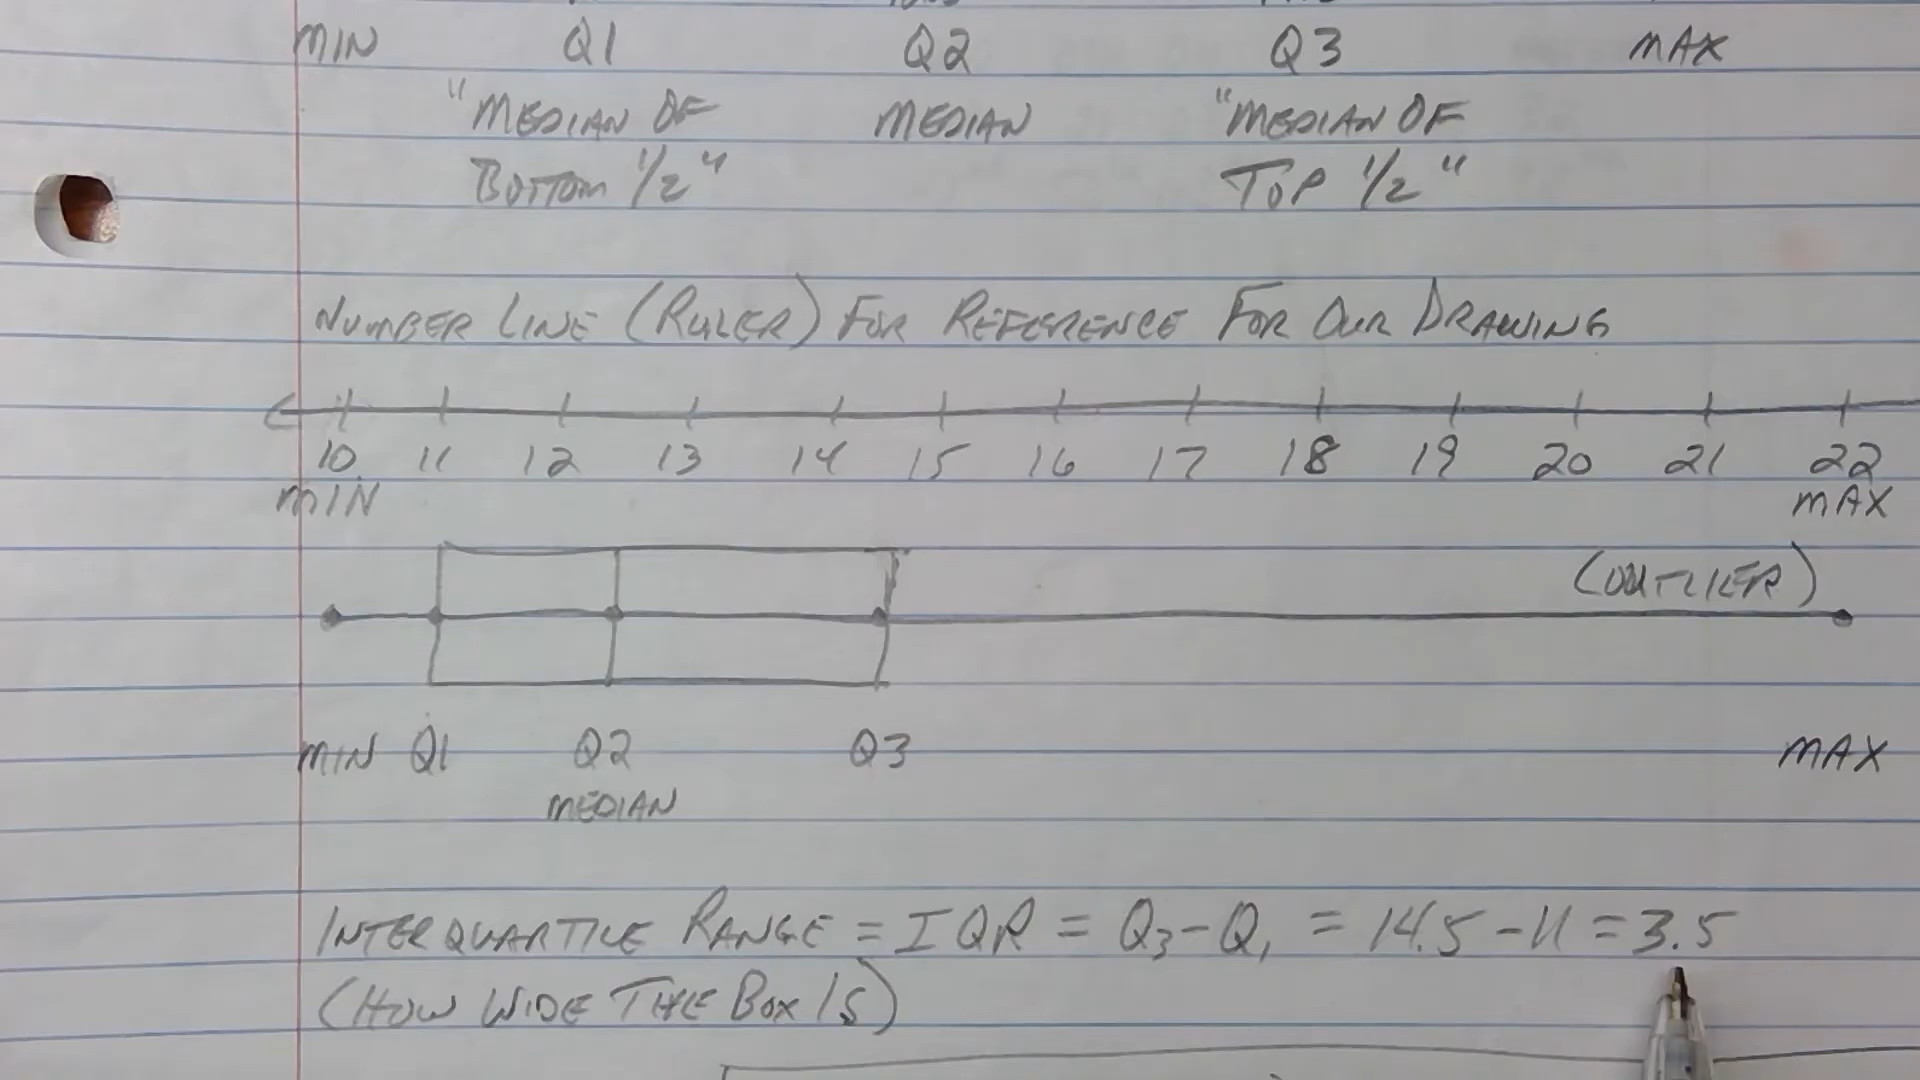 MIN Q1 Q2 Q3 MAX
"MEDIAN OF MEDIAN "MEDIAN OF
BOTTOM 1/2" TOP 1/2"
NUMBER LINE (RULER) FOR REFERENCE FOR OUR DRAWING
10 11 12 13 14 15 16 17 18 19 20 21 22
MIN MAX
(OUTLIER)
MIN Q1 Q2 Q3 MAX
MEDIAN
INTERQUARTILE RANGE = IQR = Q₃-Q₁ = 14.5 - 11 = 3.5
(HOW WIDE THE BOX IS)